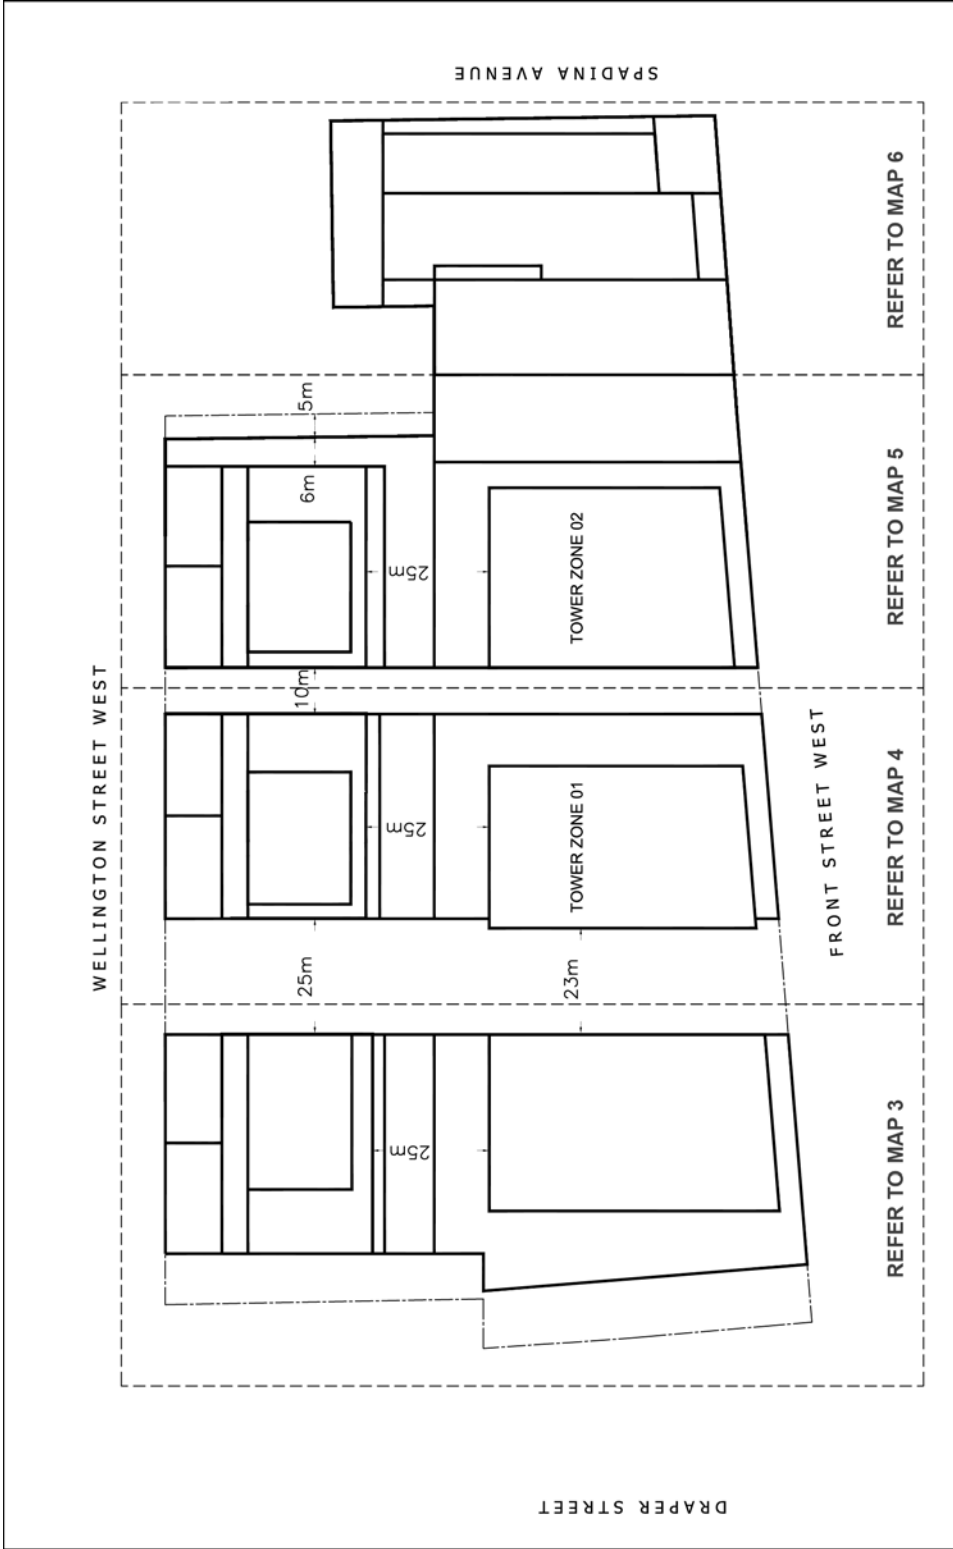 WELLINGTON STREET WEST
DRAPER STREET
SPADINA AVENUE
25m
10m
6m
5m
25m
25m
25m
23m
TOWER ZONE 01
TOWER ZONE 02
FRONT STREET WEST
REFER TO MAP 3
REFER TO MAP 4
REFER TO MAP 5
REFER TO MAP 6